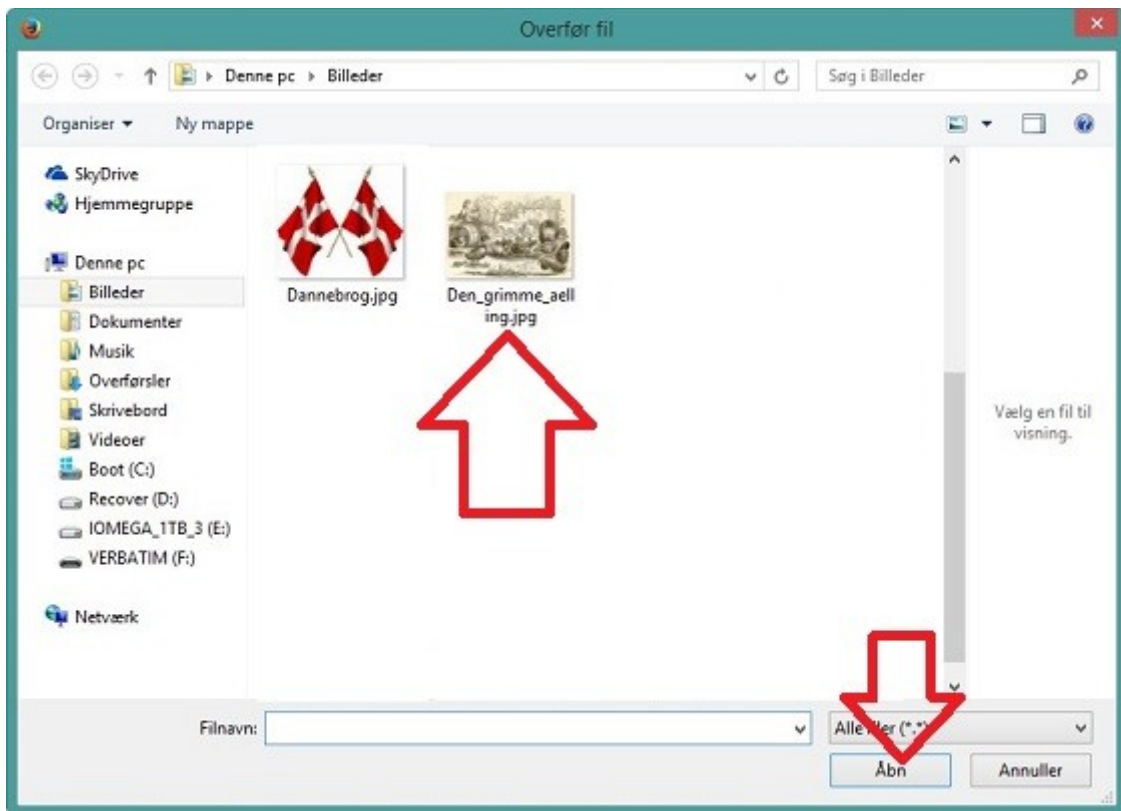 Overfør fil
Denne pc Billeder
Søg i Billeder
Organiser
Ny mappe
SkyDrive
Hjemmegruppe
Denne pc
Billeder
Dokumenter
Musik
Overførsler
Skrivebord
Videoer
Boot (C:)
Recover (D:)
IOMEGA_1TB_3 (E:)
VERBATIM (F:)
Netværk
Dannebrog.jpg
Den_grimme_aell
ing.jpg
Vælg en fil til
visning.
Filnavn:
Alle (*.*)
Åbn
Annuller